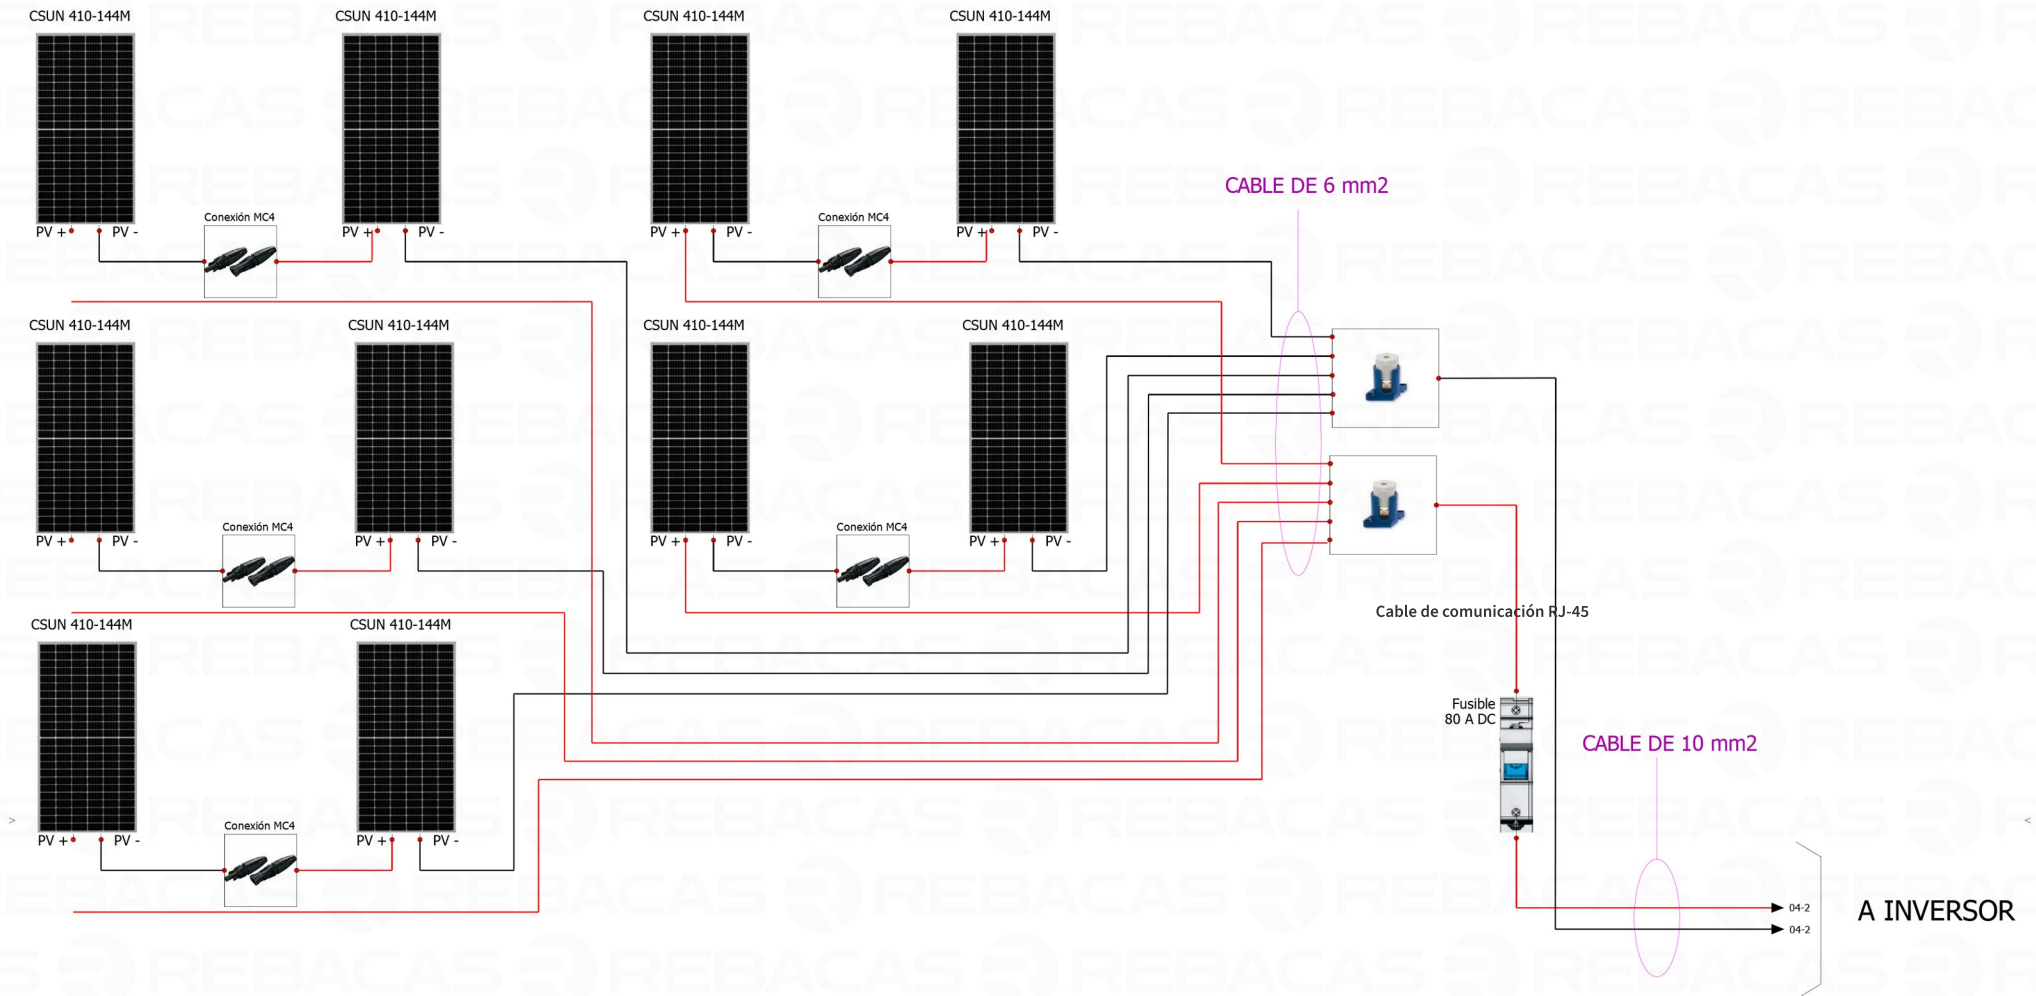 CSUN 410-144M
CSUN 410-144M
CSUN 410-144M
CSUN 410-144M
CABLE DE 6 mm2
Conexión MC4
Conexión MC4
PV +
PV -
PV +
PV -
PV +
PV -
PV +
PV -
CSUN 410-144M
CSUN 410-144M
CSUN 410-144M
CSUN 410-144M
Conexión MC4
Conexión MC4
PV +
PV -
PV +
PV -
PV +
PV -
PV +
PV -
Cable de comunicación RJ-45
CSUN 410-144M
CSUN 410-144M
Fusible
80 A DC
CABLE DE 10 mm2
Conexión MC4
PV +
PV -
PV +
PV -
04-2
04-2
A INVERSOR
REBACAS